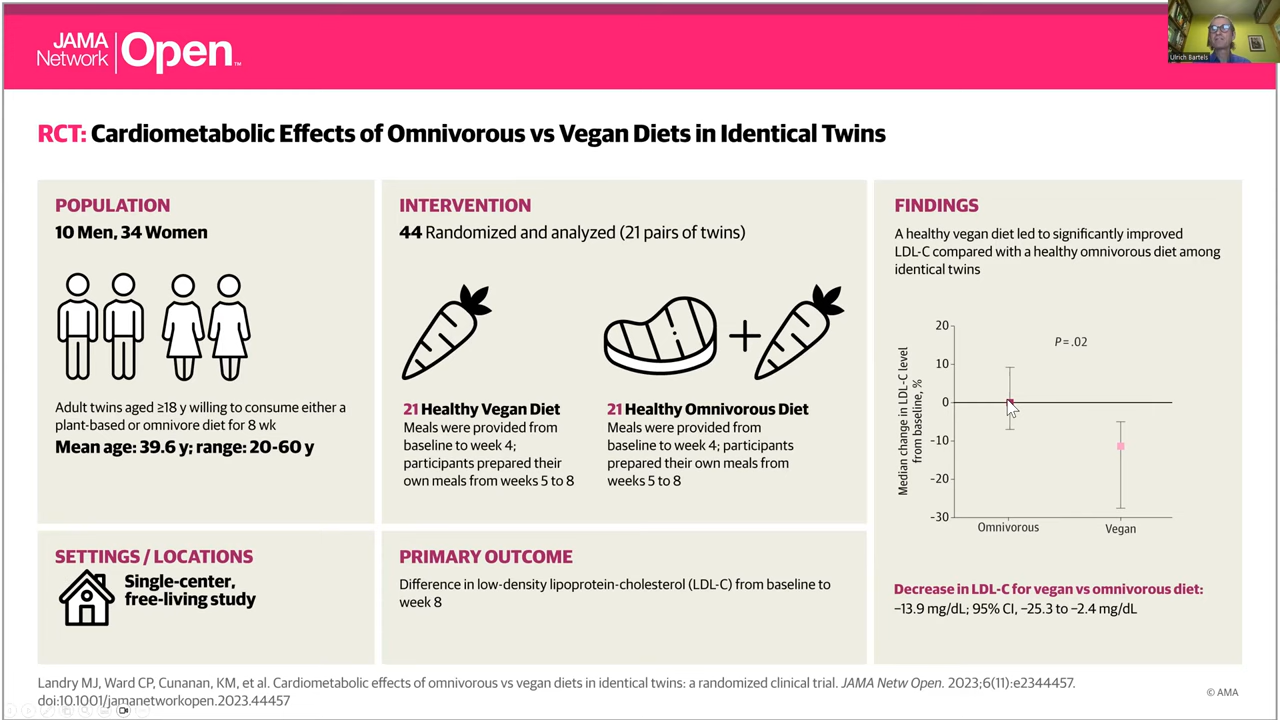 JAMA
Network
Open™
Ulrich Bartels
RCT: Cardiometabolic Effects of Omnivorous vs Vegan Diets in Identical Twins
POPULATION
10 Men, 34 Women
Adult twins aged ≥18 y willing to consume either a
plant-based or omnivore diet for 8 wk
Mean age: 39.6 y; range: 20-60 y
SETTINGS / LOCATIONS
Single-center,
free-living study
INTERVENTION
44 Randomized and analyzed (21 pairs of twins)
21 Healthy Vegan Diet
Meals were provided from
baseline to week 4;
participants prepared their
own meals from weeks 5 to 8
21 Healthy Omnivorous Diet
Meals were provided from
baseline to week 4; participants
prepared their own meals from
weeks 5 to 8
PRIMARY OUTCOME
Difference in low-density lipoprotein-cholesterol (LDL-C) from baseline to
week 8
FINDINGS
A healthy vegan diet led to significantly improved
LDL-C compared with a healthy omnivorous diet among
identical twins
Median change in LDL-C level
from baseline, %
20
10
0
-10
-20
-30
P = .02
Omnivorous
Vegan
Decrease in LDL-C for vegan vs omnivorous diet:
−13.9 mg/dL; 95% CI, −25.3 to −2.4 mg/dL
Landry MJ, Ward CP, Cunanan, KM, et al. Cardiometabolic effects of omnivorous vs vegan diets in identical twins: a randomized clinical trial. JAMA Netw Open. 2023;6(11):e2344457.
doi:10.1001/jamanetworkopen.2023.44457
© AMA